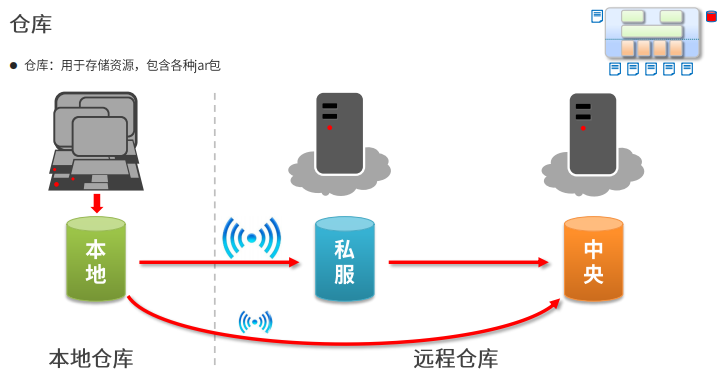 仓库
● 仓库：用于存储资源，包含各种jar包
本地
私服
中央
本地仓库
远程仓库